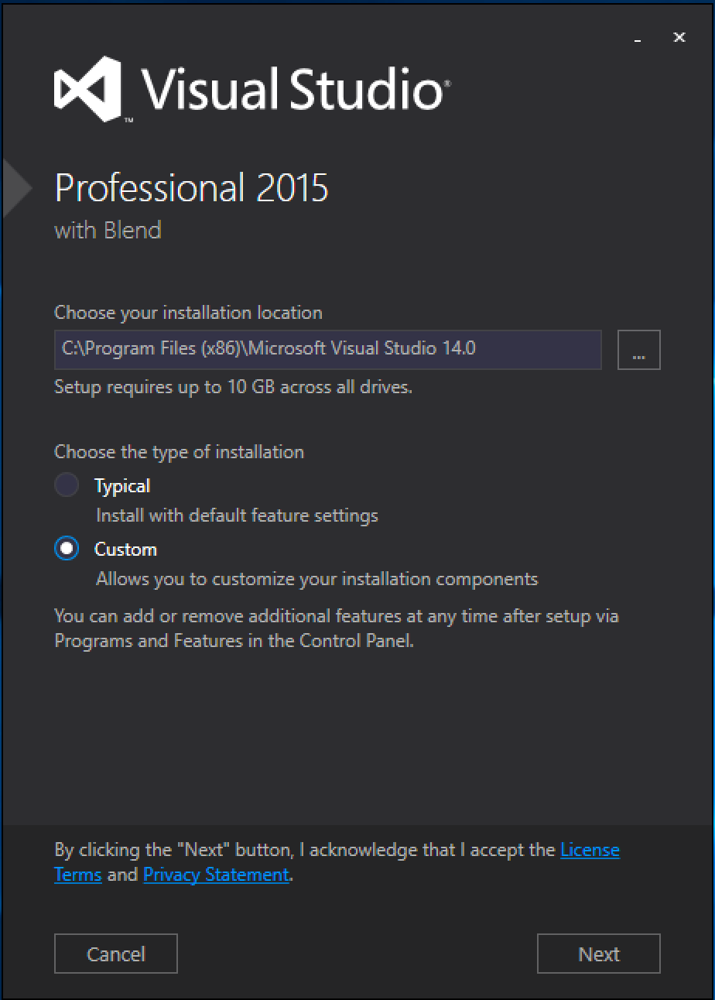 Visual Studio®
™
Professional 2015
with Blend
Choose your installation location
C:\Program Files (x86)\Microsoft Visual Studio 14.0
...
Setup requires up to 10 GB across all drives.
Choose the type of installation
Typical
Install with default feature settings
Custom
Allows you to customize your installation components
You can add or remove additional features at any time after setup via
Programs and Features in the Control Panel.
By clicking the "Next" button, I acknowledge that I accept the License
Terms and Privacy Statement.
Cancel
Next